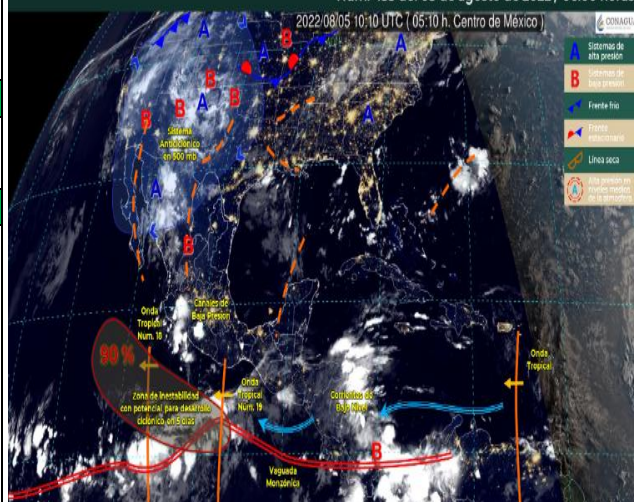 2022/08/05 10:10 UTC ( 05:10 h. Centro de México )
CONAGUA
A Sistemas de
alta presión
B Sistemas de
baja presión
Frente frío
Frente
estacionario
Línea seca
A Alta presión en
niveles medios
de la atmósfera
A
B
A
B
A
B
B
B
A
Sistema
Anticiclónico
en 500 mb
A
B
Canales de
Baja Presión
Onda
Tropical
Núm. 18
90 %
Zona de inestabilidad
con potencial para desarrollo
ciclónico en 5 días
Onda
Tropical
Núm. 19
Corrientes de
Bajo Nivel
Onda
Tropical
B
Vaguada
Monzónica